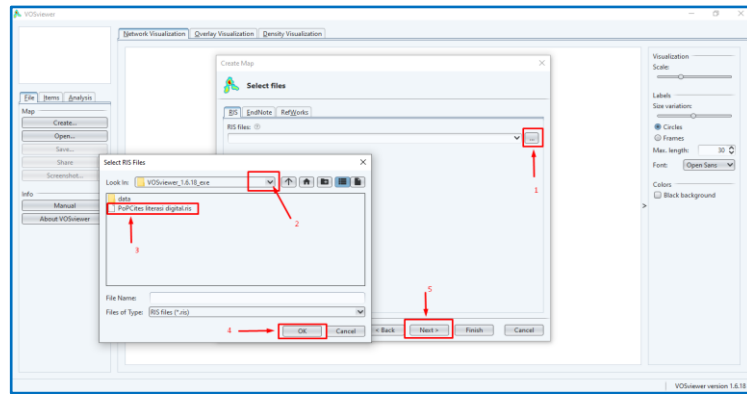 VOSviewer
Network Visualization Overlay Visualization Density Visualization
Create Map
Select files
File Items Analysis
Map
Create...
Open...
Save...
Share
Screenshot...
Info
Manual
About VOSviewer
RIS EndNote RefWorks
RIS files:
...
1
Select RIS Files
Look In: VOSviewer_1.6.18_exe
data
PoPCites literasi digital.ris
2
3
File Name:
Files of Type: RIS files (*.ris)
4
OK Cancel
5
< Back Next > Finish Cancel
Visualization
Scale:
Labels
Size variation:
Circles
Frames
Max. length: 30
Font: Open Sans
Colors
Black background
>
VOSviewer version 1.6.18